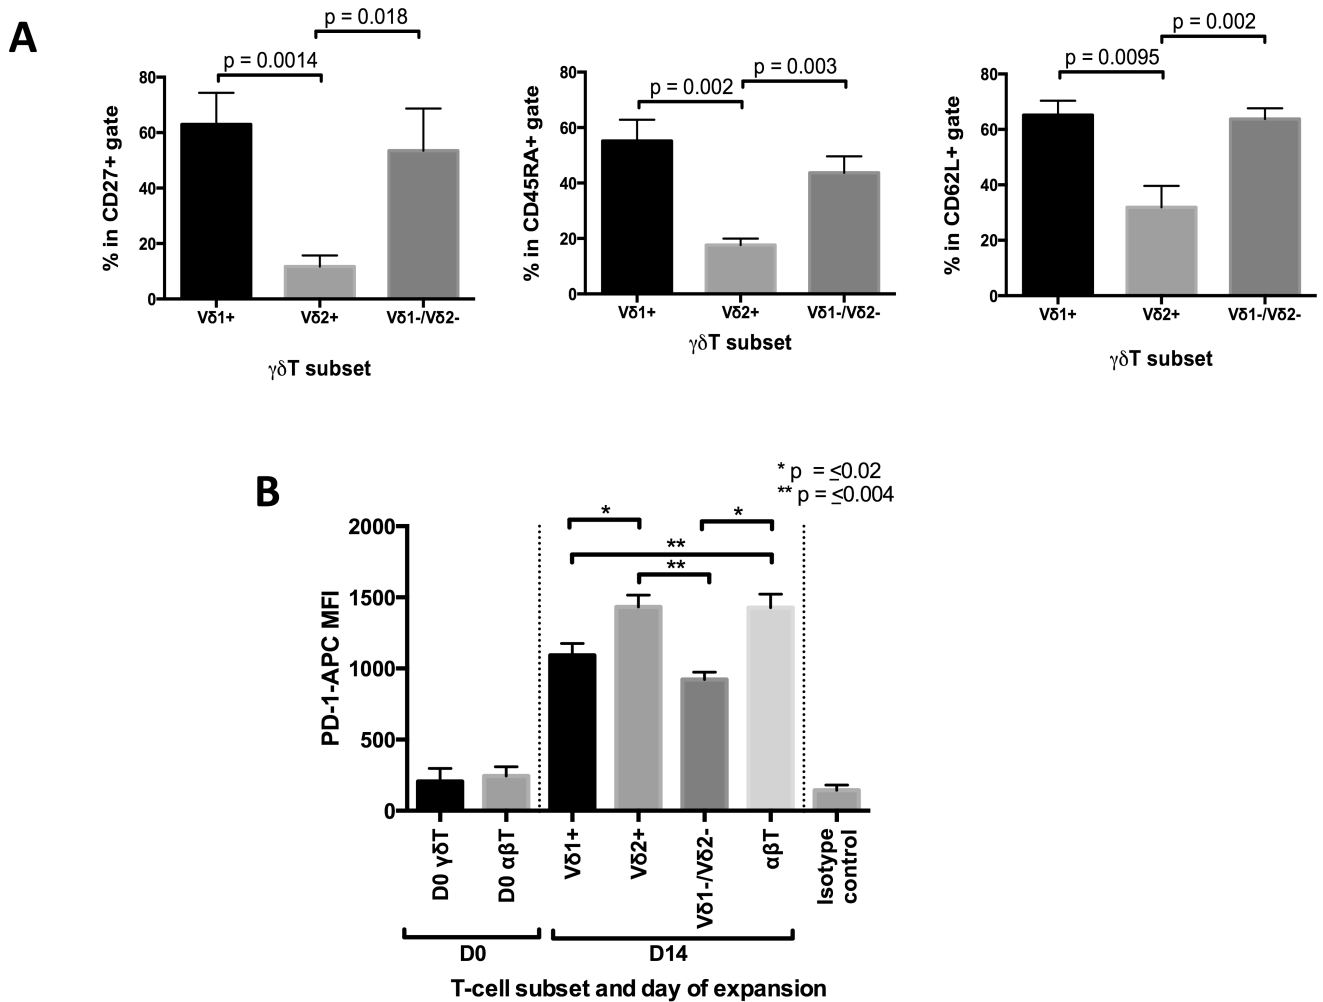 A
p = 0.018
p = 0.0014
% in CD27+ gate
80
60
40
20
0
Vδ1+ Vδ2+ Vδ1-/Vδ2-
γδT subset
p = 0.003
p = 0.002
% in CD45RA+ gate
80
60
40
20
0
Vδ1+ Vδ2+ Vδ1-/Vδ2-
γδT subset
p = 0.002
p = 0.0095
% in CD62L+ gate
80
60
40
20
0
Vδ1+ Vδ2+ Vδ1-/Vδ2-
γδT subset
B
* p = ≤0.02
** p = ≤0.004
* *
**
**
PD-1-APC MFI
2000
1500
1000
500
0
D0 γδT
D0 αβT
Vδ1+
Vδ2+
Vδ1-/Vδ2-
αβT
Isotype
control
D0 D14
T-cell subset and day of expansion